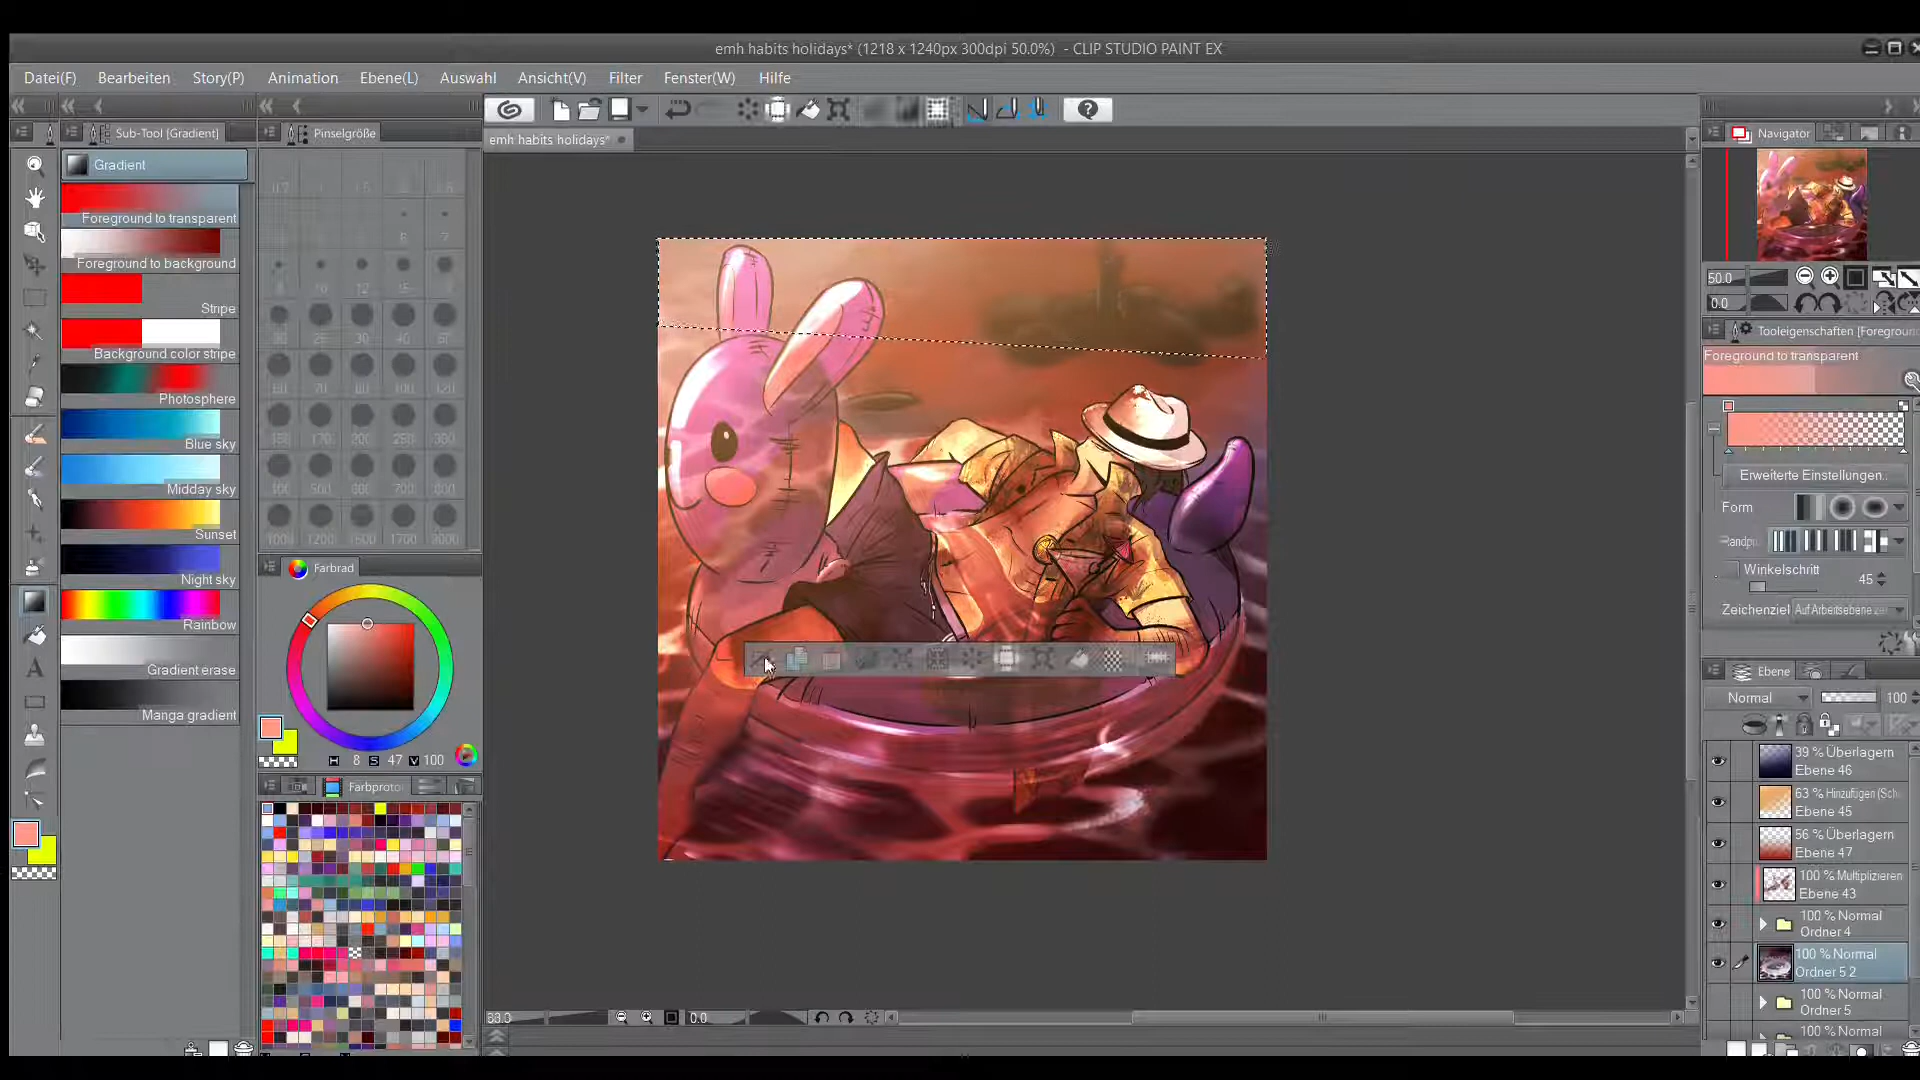 emh habits holidays* (1218 x 1240px 300dpi 50.0%) - CLIP STUDIO PAINT EX
Datei(F) Bearbeiten Story(P) Animation Ebene(L) Auswahl Ansicht(V) Filter Fenster(W) Hilfe
Sub-Tool [Gradient]
Pinselgröße
emh habits holidays*
Navigator
Gradient
Foreground to transparent
Foreground to background
Stripe
Background color stripe
Photosphere
Blue sky
Midday sky
Sunset
Night sky
Rainbow
Gradient erase
Manga gradient
Farbrad
H 8 S 47 V 100
Farbproto
50.0
0.0
Tooleigenschaften [Foreground
Foreground to transparent
Erweiterte Einstellungen..
Form
Winkelschritt 45
Zeichenziel
Ebene
Normal 100
39 % Überlagern
Ebene 46
63 % Hinzufügen (Sch
Ebene 45
56 % Überlagern
Ebene 47
100 % Multiplizieren
Ebene 43
100 % Normal
Ordner 4
100 % Normal
Ordner 5 2
100 % Normal
Ordner 5
100 % Normal
0.0